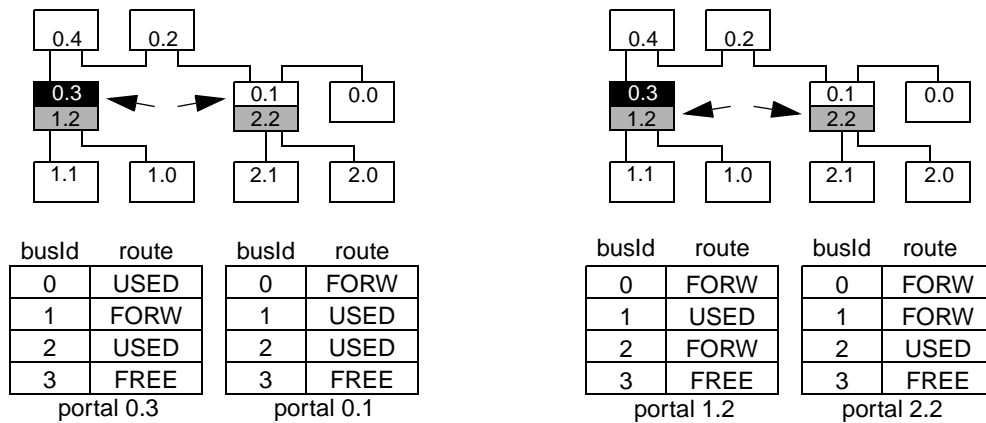 0.4 0.2 0.4 0.2
0.3 0.1 0.0 0.3 0.1 0.0
1.2 2.2 1.2 2.2
1.1 1.0 2.1 2.0 1.1 1.0 2.1 2.0
busId route busId route busId route busId route
0 USED 0 FORW 0 FORW 0 FORW
1 FORW 1 USED 1 USED 1 FORW
2 USED 2 USED 2 FORW 2 USED
3 FREE 3 FREE 3 FREE 3 FREE
portal 0.3 portal 0.1 portal 1.2 portal 2.2